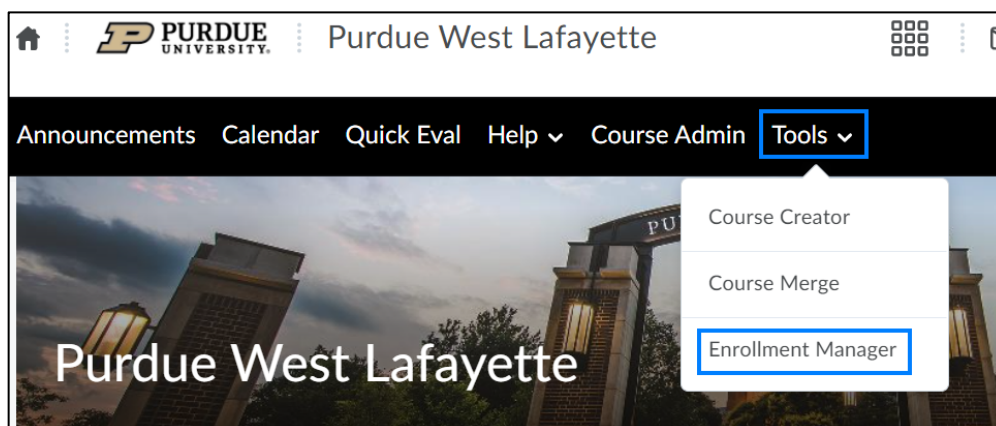 PURDUE UNIVERSITY. Purdue West Lafayette
Announcements Calendar Quick Eval Help Course Admin Tools
Course Creator
Course Merge
Enrollment Manager
PU
Purdue West Lafayette